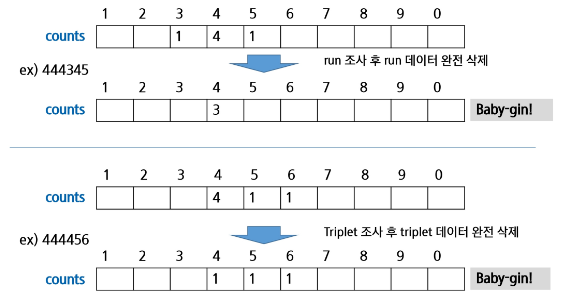 1 2 3 4 5 6 7 8 9 0
counts 1 4 1
ex) 444345
run 조사 후 run 데이터 완전 삭제
1 2 3 4 5 6 7 8 9 0
counts 3 Baby-gin!
1 2 3 4 5 6 7 8 9 0
counts 4 1 1
ex) 444456
Triplet 조사 후 triplet 데이터 완전 삭제
1 2 3 4 5 6 7 8 9 0
counts 1 1 1 Baby-gin!